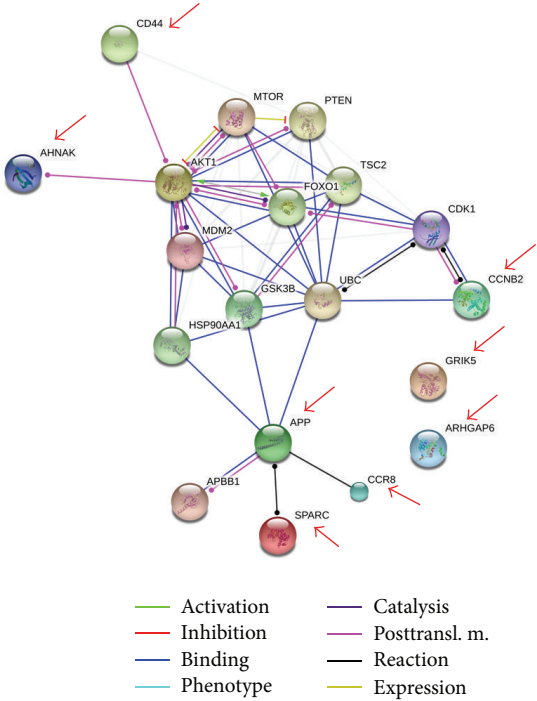 CD44
MTOR
PTEN
AHNAK
AKT1
TSC2
FOXO1
CDK1
MDM2
CCNB2
GSK3B
UBC
HSP90AA1
GRIK5
APP
ARHGAP6
APBB1
CCR8
SPARC
Activation
Catalysis
Inhibition
Posttransl. m.
Binding
Reaction
Phenotype
Expression